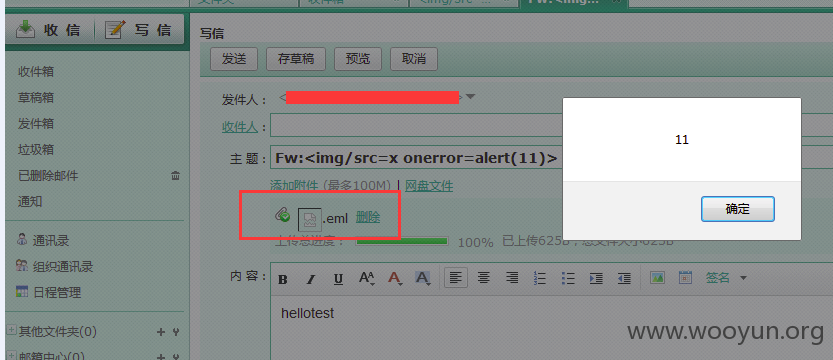 文件夹 收件箱 <img/src=... Fw:<img...
收信 写信
写信
发送 存草稿 预览 取消
收件箱
草稿箱
发件箱
垃圾箱
已删除邮件
通知
通讯录
组织通讯录
日程管理
其他文件夹(0)
邮箱中心(0)
发件人：
收件人：
主 题： Fw:<img/src=x onerror=alert(11)>
添加附件 (最多100M) | 网盘文件
.eml 删除
上传总进度： 100% 已上传625B，总文件大小625B
内容： B I U AA A A 签名
hellotest
11
确定
www.wooyun.org